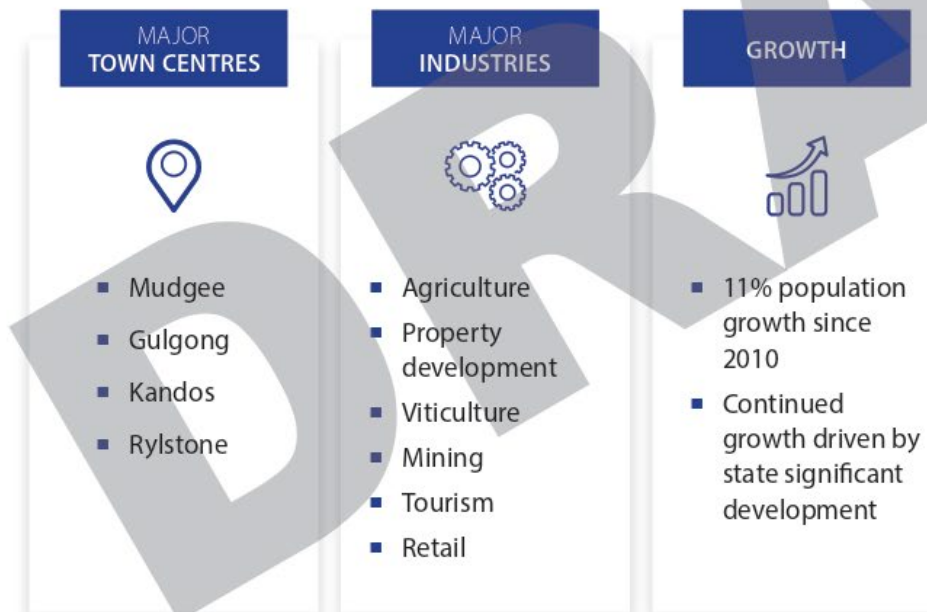 MAJOR
TOWN CENTRES
Mudgee
Gulgong
Kandos
Rylstone
MAJOR
INDUSTRIES
Agriculture
Property
development
Viticulture
Mining
Tourism
Retail
GROWTH
11% population
growth since
2010
Continued
growth driven by
state significant
development
DRA